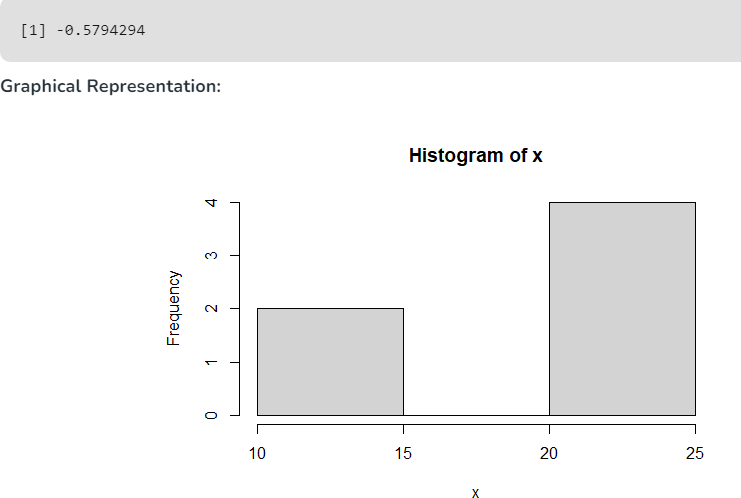 [1] -0.5794294
Graphical Representation:
Histogram of x
Frequency
4
3
2
1
0
10 15 20 25
x